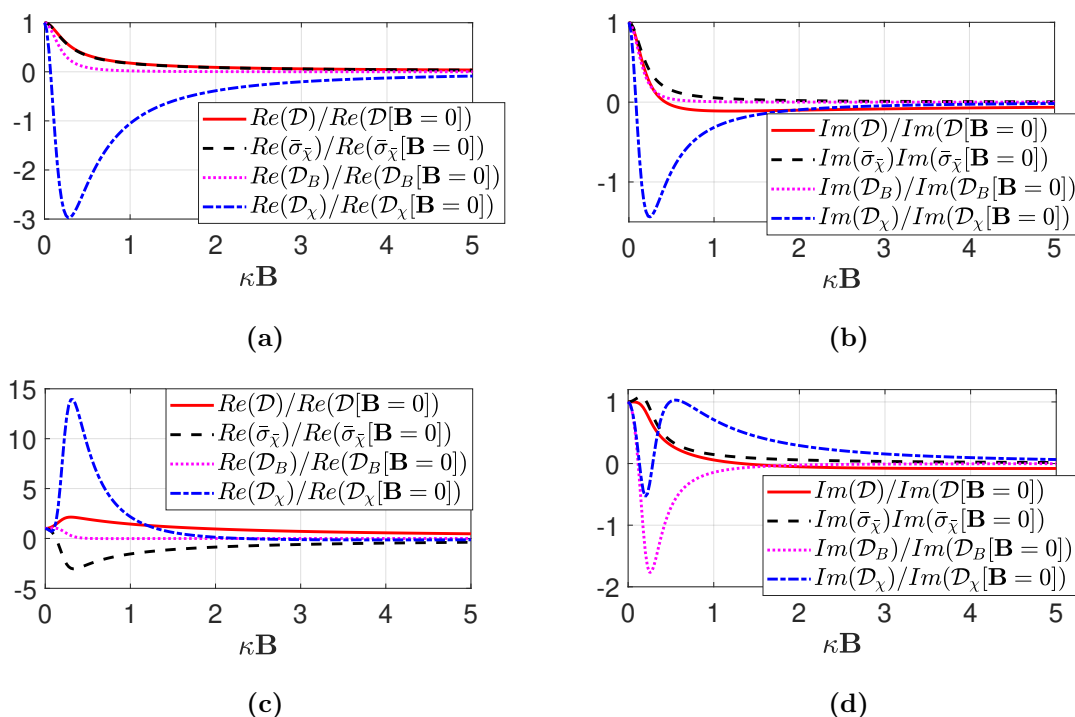 1
0
-1
-2
-3
0 1 2 3 4 5
Re(𝒟)/Re(𝒟[B = 0])
Re(σ̄_χ̄)/Re(σ̄_χ̄[B = 0])
Re(𝒟_B)/Re(𝒟_B[B = 0])
Re(𝒟_χ)/Re(𝒟_χ[B = 0])
κB
(a)
1
0
-1
0 1 2 3 4 5
Im(𝒟)/Im(𝒟[B = 0])
Im(σ̄_χ̄)Im(σ̄_χ̄[B = 0])
Im(𝒟_B)/Im(𝒟_B[B = 0])
Im(𝒟_χ)/Im(𝒟_χ[B = 0])
κB
(b)
15
10
5
0
-5
0 1 2 3 4 5
Re(𝒟)/Re(𝒟[B = 0])
Re(σ̄_χ̄)/Re(σ̄_χ̄[B = 0])
Re(𝒟_B)/Re(𝒟_B[B = 0])
Re(𝒟_χ)/Re(𝒟_χ[B = 0])
κB
(c)
1
0
-1
-2
0 1 2 3 4 5
Im(𝒟)/Im(𝒟[B = 0])
Im(σ̄_χ̄)Im(σ̄_χ̄[B = 0])
Im(𝒟_B)/Im(𝒟_B[B = 0])
Im(𝒟_χ)/Im(𝒟_χ[B = 0])
κB
(d)